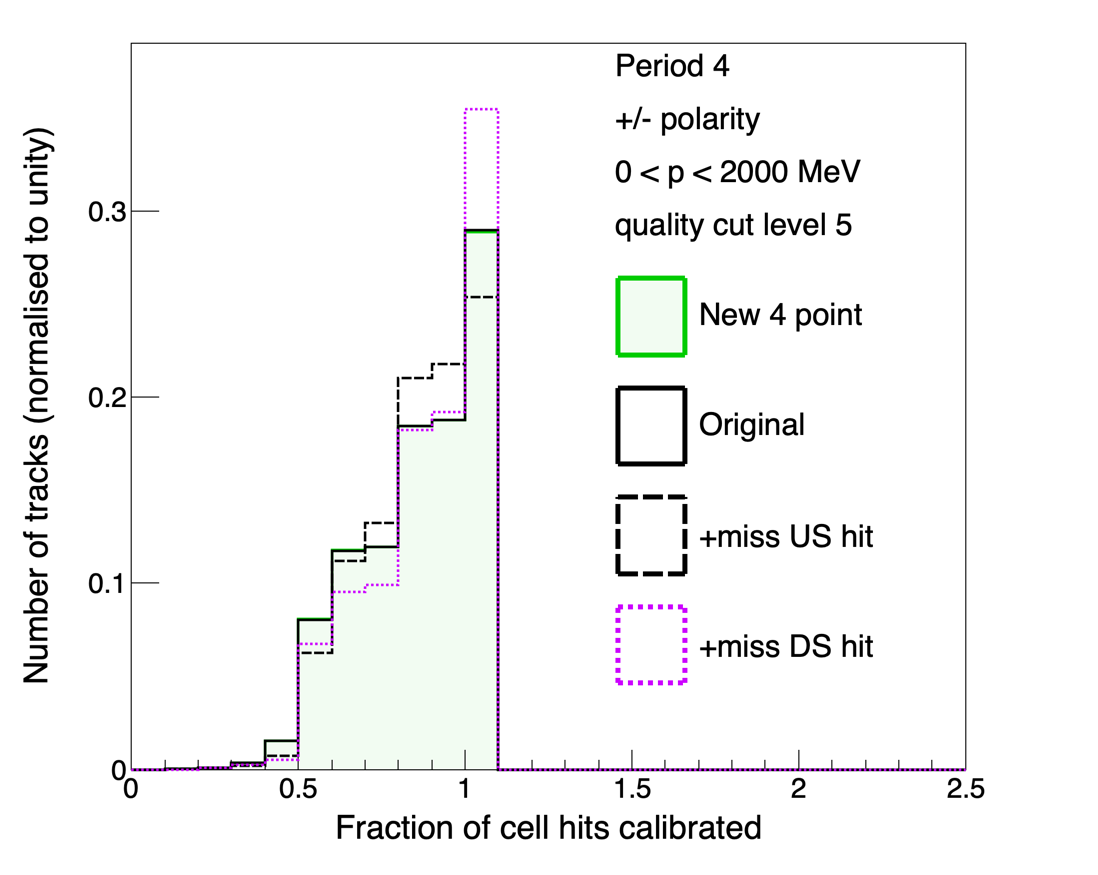 Period 4
+/- polarity
0 < p < 2000 MeV
quality cut level 5
New 4 point
Original
+miss US hit
+miss DS hit
Number of tracks (normalised to unity)
0.3
0.2
0.1
0
0 0.5 1 1.5 2 2.5
Fraction of cell hits calibrated